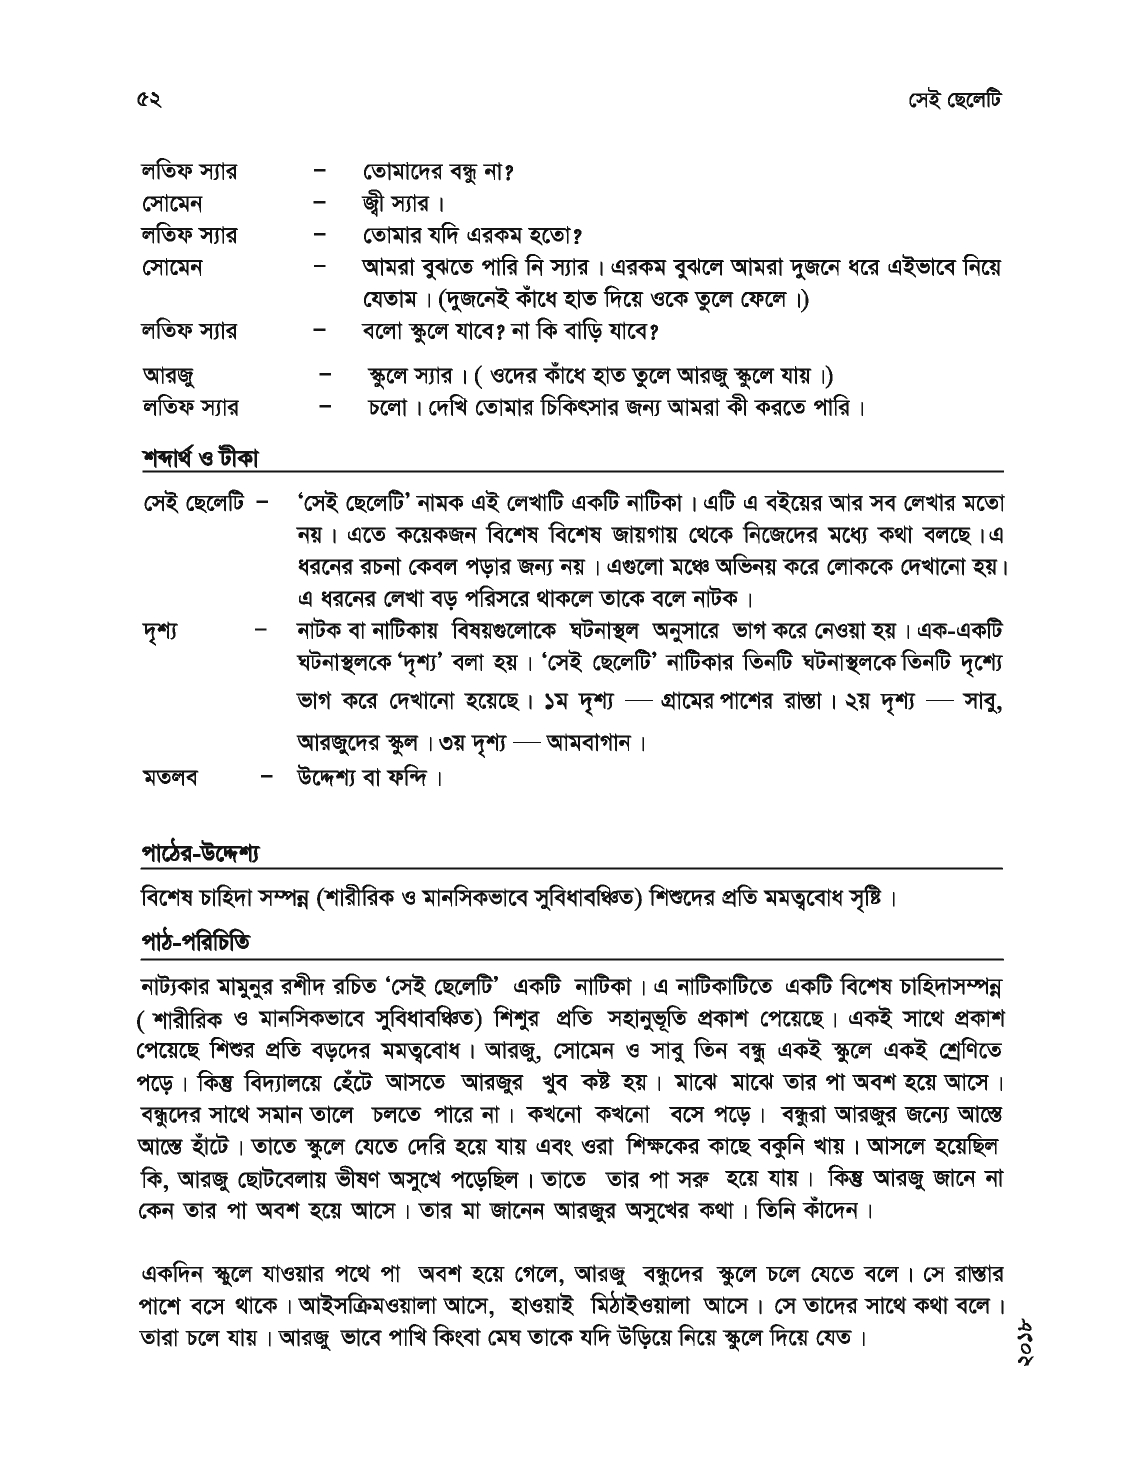 ৫২ সেই ছেলেটি
লতিফ স্যার – তোমাদের বন্ধু না?
সোমেন – জ্বী স্যার ।
লতিফ স্যার – তোমার যদি এরকম হতো?
সোমেন – আমরা বুঝতে পারি নি স্যার । এরকম বুঝলে আমরা দুজনে ধরে এইভাবে নিয়ে
যেতাম । (দুজনেই কাঁধে হাত দিয়ে ওকে তুলে ফেলে ।)
লতিফ স্যার – বলো স্কুলে যাবে? না কি বাড়ি যাবে?
আরজু – স্কুলে স্যার । ( ওদের কাঁধে হাত তুলে আরজু স্কুলে যায় ।)
লতিফ স্যার – চলো । দেখি তোমার চিকিৎসার জন্য আমরা কী করতে পারি ।
শব্দার্থ ও টীকা
সেই ছেলেটি – ‘সেই ছেলেটি’ নামক এই লেখাটি একটি নাটিকা । এটি এ বইয়ের আর সব লেখার মতো
নয় । এতে কয়েকজন বিশেষ বিশেষ জায়গায় থেকে নিজেদের মধ্যে কথা বলছে । এ
ধরনের রচনা কেবল পড়ার জন্য নয় । এগুলো মঞ্চে অভিনয় করে লোককে দেখানো হয়।
এ ধরনের লেখা বড় পরিসরে থাকলে তাকে বলে নাটক ।
দৃশ্য – নাটক বা নাটিকায় বিষয়গুলোকে ঘটনাস্থল অনুসারে ভাগ করে নেওয়া হয় । এক-একটি
ঘটনাস্থলকে ‘দৃশ্য’ বলা হয় । ‘সেই ছেলেটি’ নাটিকার তিনটি ঘটনাস্থলকে তিনটি দৃশ্যে
ভাগ করে দেখানো হয়েছে । ১ম দৃশ্য — গ্রামের পাশের রাস্তা । ২য় দৃশ্য — সাবু,
আরজুদের স্কুল । ৩য় দৃশ্য — আমবাগান ।
মতলব – উদ্দেশ্য বা ফন্দি ।
পাঠের-উদ্দেশ্য
বিশেষ চাহিদা সম্পন্ন (শারীরিক ও মানসিকভাবে সুবিধাবঞ্চিত) শিশুদের প্রতি মমত্ববোধ সৃষ্টি ।
পাঠ-পরিচিতি
নাট্যকার মামুনুর রশীদ রচিত ‘সেই ছেলেটি’ একটি নাটিকা । এ নাটিকাটিতে একটি বিশেষ চাহিদাসম্পন্ন
( শারীরিক ও মানসিকভাবে সুবিধাবঞ্চিত) শিশুর প্রতি সহানুভূতি প্রকাশ পেয়েছে । একই সাথে প্রকাশ
পেয়েছে শিশুর প্রতি বড়দের মমত্ববোধ । আরজু, সোমেন ও সাবু তিন বন্ধু একই স্কুলে একই শ্রেণিতে
পড়ে । কিন্তু বিদ্যালয়ে হেঁটে আসতে আরজুর খুব কষ্ট হয় । মাঝে মাঝে তার পা অবশ হয়ে আসে ।
বন্ধুদের সাথে সমান তালে চলতে পারে না । কখনো কখনো বসে পড়ে । বন্ধুরা আরজুর জন্যে আস্তে
আস্তে হাঁটে । তাতে স্কুলে যেতে দেরি হয়ে যায় এবং ওরা শিক্ষকের কাছে বকুনি খায় । আসলে হয়েছিল
কি, আরজু ছোটবেলায় ভীষণ অসুখে পড়েছিল । তাতে তার পা সরু হয়ে যায় । কিন্তু আরজু জানে না
কেন তার পা অবশ হয়ে আসে । তার মা জানেন আরজুর অসুখের কথা । তিনি কাঁদেন ।
একদিন স্কুলে যাওয়ার পথে পা অবশ হয়ে গেলে, আরজু বন্ধুদের স্কুলে চলে যেতে বলে । সে রাস্তার
পাশে বসে থাকে । আইসক্রিমওয়ালা আসে, হাওয়াই মিঠাইওয়ালা আসে । সে তাদের সাথে কথা বলে ।
তারা চলে যায় । আরজু ভাবে পাখি কিংবা মেঘ তাকে যদি উড়িয়ে নিয়ে স্কুলে দিয়ে যেত ।
২০১৮